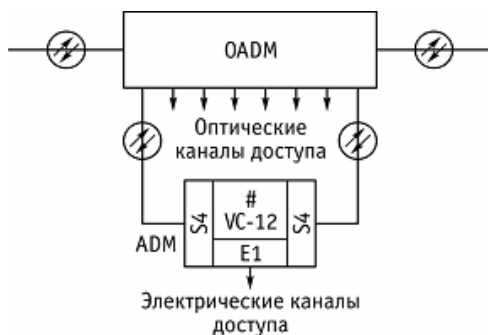 OADM
Оптические
каналы доступа
ADM
S4
#
VC-12
E1
S4
Электрические каналы
доступа